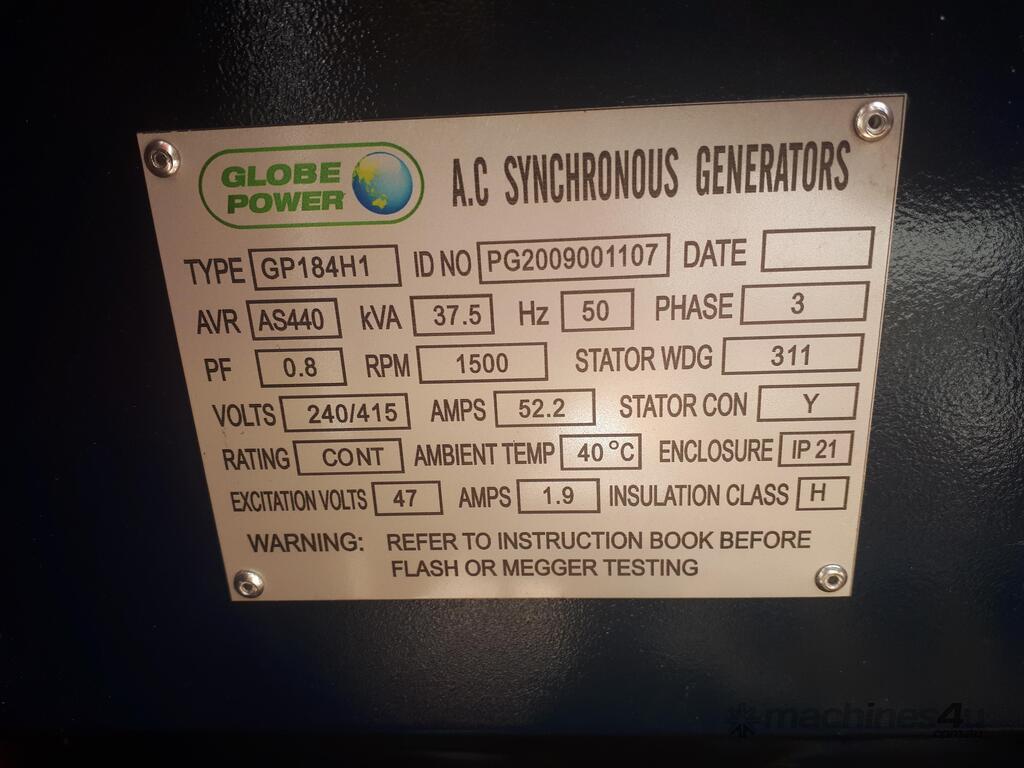 GLOBE POWER A.C SYNCHRONOUS GENERATORS
TYPE GP184H1 ID NO PG2009001107 DATE
AVR AS440 kVA 37.5 Hz 50 PHASE 3
PF 0.8 RPM 1500 STATOR WDG 311
VOLTS 240/415 AMPS 52.2 STATOR CON Y
RATING CONT AMBIENT TEMP 40 °C ENCLOSURE IP 21
EXCITATION VOLTS 47 AMPS 1.9 INSULATION CLASS H
WARNING: REFER TO INSTRUCTION BOOK BEFORE
FLASH OR MEGGER TESTING
machines4u
.com.au